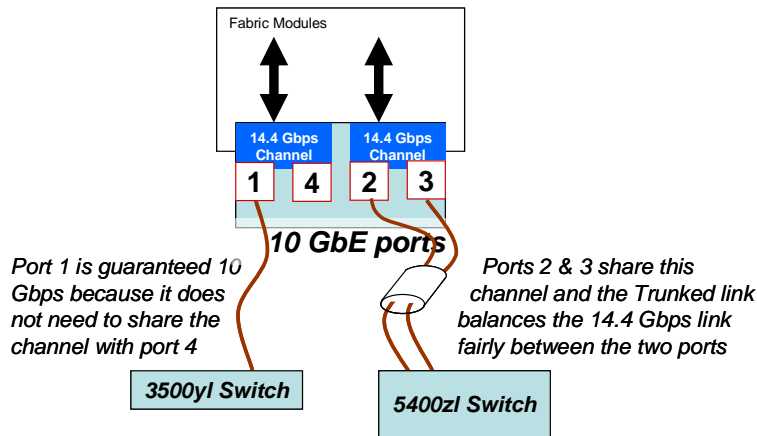 Fabric Modules
14.4 Gbps
Channel
14.4 Gbps
Channel
1
4
2
3
10 GbE ports
Port 1 is guaranteed 10
Gbps because it does
not need to share the
channel with port 4
Ports 2 & 3 share this
channel and the Trunked link
balances the 14.4 Gbps link
fairly between the two ports
3500yl Switch
5400zl Switch